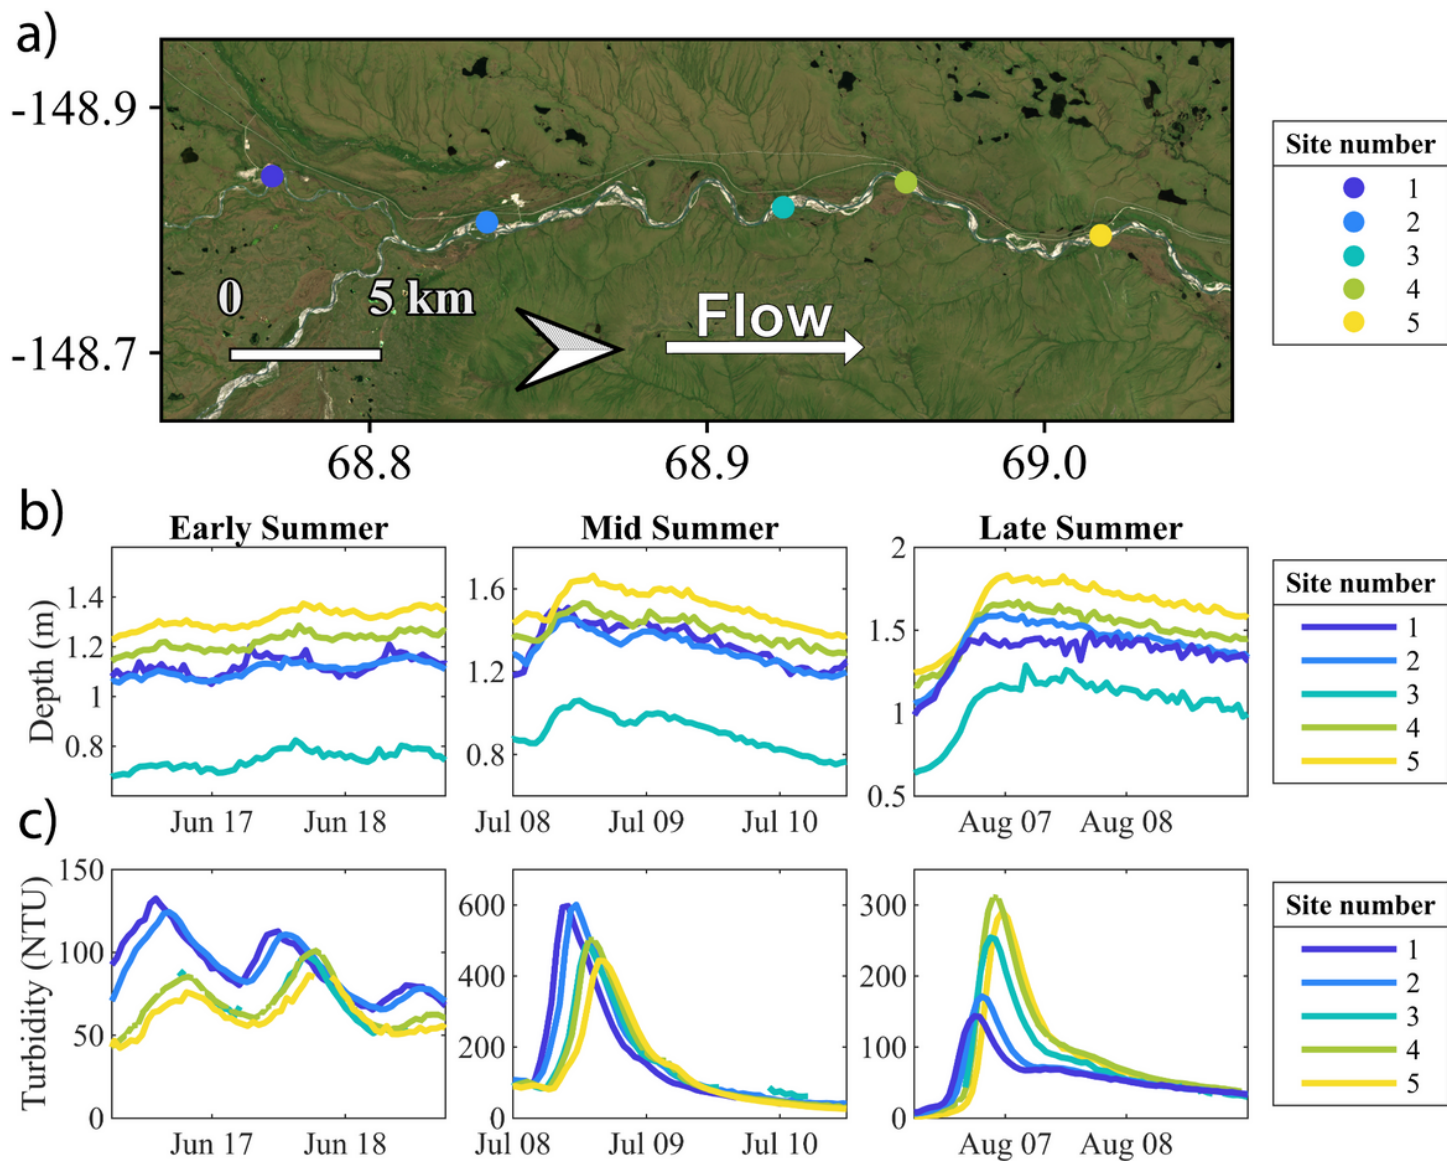 a)
-148.9
-148.7
0 5 km
Flow
68.8 68.9 69.0
Site number
1
2
3
4
5
b)
Early Summer Mid Summer Late Summer
Depth (m)
1.4
1.2
1
0.8
Jun 17 Jun 18
1.6
1.2
0.8
Jul 08 Jul 09 Jul 10
2
1.5
1
0.5
Aug 07 Aug 08
Site number
1
2
3
4
5
c)
Turbidity (NTU)
150
100
50
0
Jun 17 Jun 18
600
400
200
0
Jul 08 Jul 09 Jul 10
300
200
100
0
Aug 07 Aug 08
Site number
1
2
3
4
5